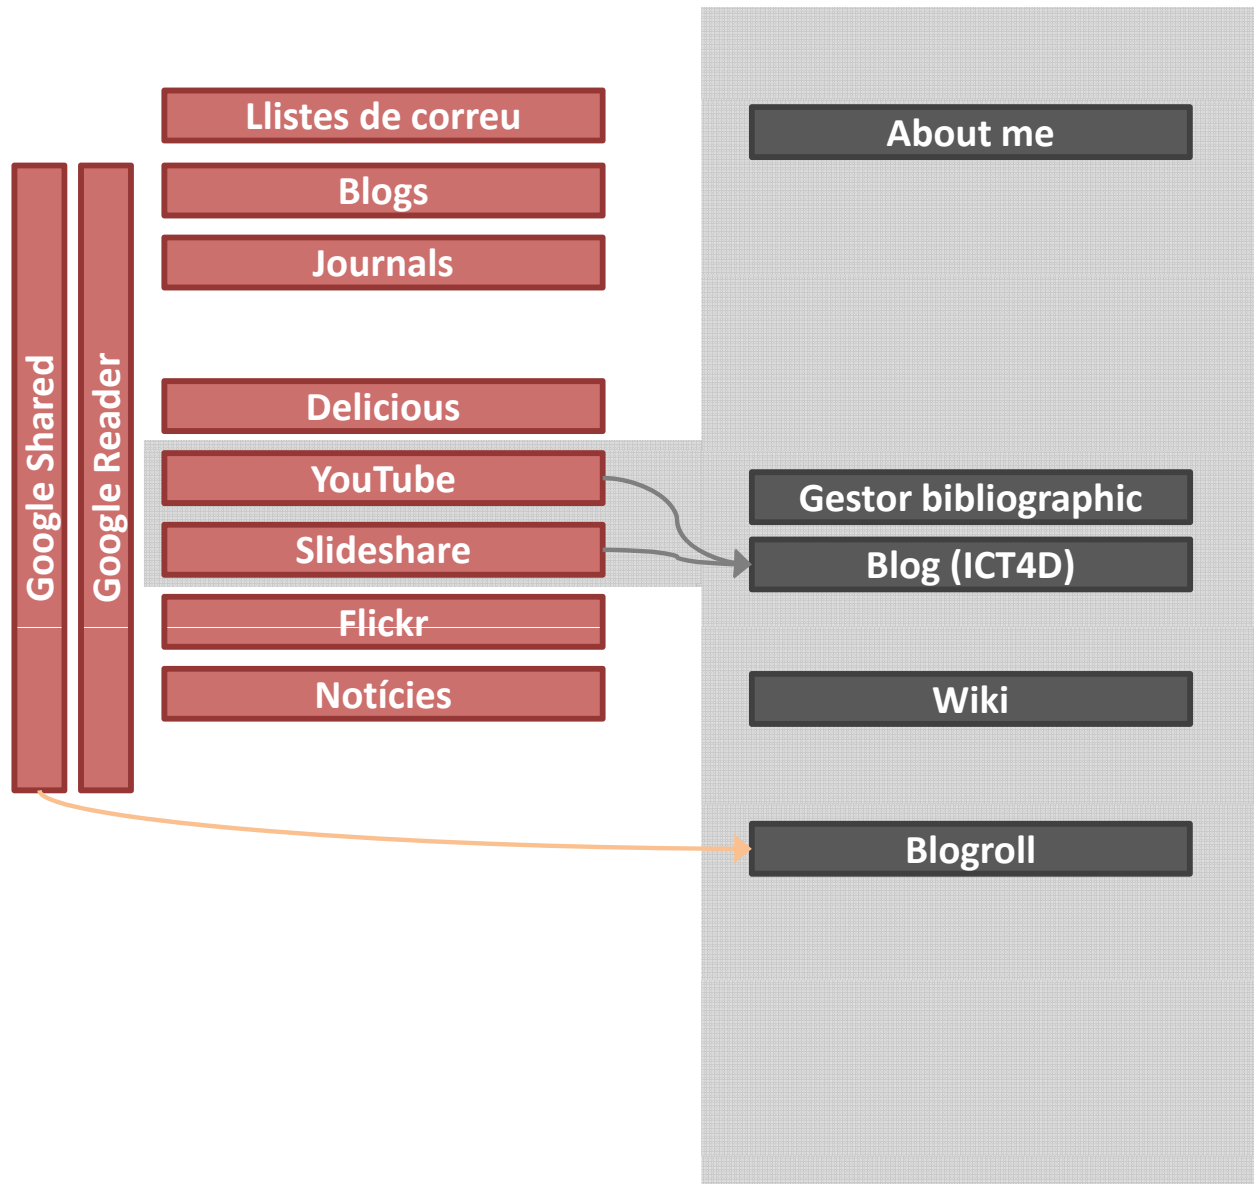 Llistes de correu
About me
Blogs
Journals
Google Shared
Google Reader
Delicious
YouTube
Gestor bibliographic
Slideshare
Blog (ICT4D)
Flickr
Notícies
Wiki
Blogroll